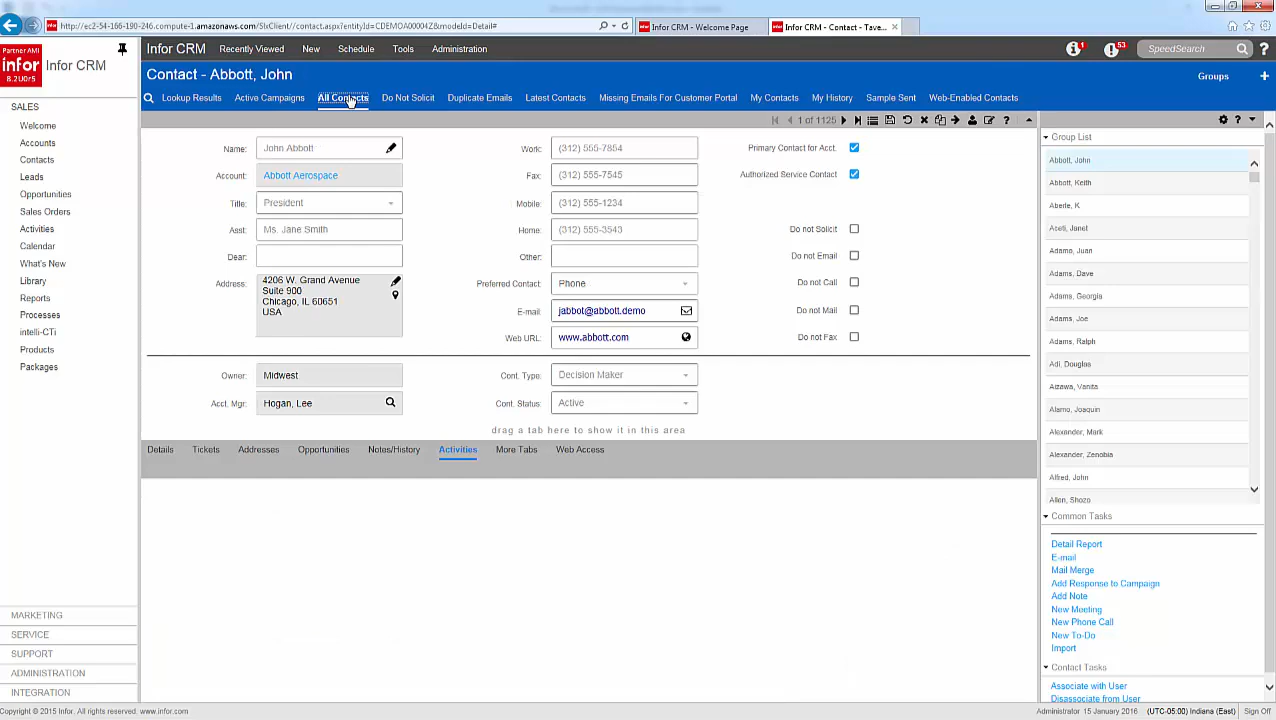 http://ec2-54-166-190-246.compute-1.amazonaws.com/SlxClient/contact.aspx?entityId=CDEMOA00004Z&modeId=Detail#
infor Infor CRM - Welcome Page
infor Infor CRM - Contact - Tave...
Partner AMI
infor
8.2U0r5
Infor CRM
Infor CRM Recently Viewed New Schedule Tools Administration
1 53 SpeedSearch ?
Contact - Abbott, John
Groups +
Lookup Results Active Campaigns All Contacts Do Not Solicit Duplicate Emails Latest Contacts Missing Emails For Customer Portal My Contacts My History Sample Sent Web-Enabled Contacts
1 of 1125 ?
SALES
Welcome
Accounts
Contacts
Leads
Opportunities
Sales Orders
Activities
Calendar
What's New
Library
Reports
Processes
intelli-CTi
Products
Packages
MARKETING
SERVICE
SUPPORT
ADMINISTRATION
INTEGRATION
Name: John Abbott
Account: Abbott Aerospace
Title: President
Asst: Ms. Jane Smith
Dear:
Address: 4206 W. Grand Avenue
Suite 900
Chicago, IL 60651
USA
Work: (312) 555-7854
Fax: (312) 555-7545
Mobile: (312) 555-1234
Home: (312) 555-3543
Other:
Preferred Contact: Phone
E-mail: jabbot@abbott.demo
Web URL: www.abbott.com
Primary Contact for Acct.
Authorized Service Contact
Do not Solicit
Do not Email
Do not Call
Do not Mail
Do not Fax
Owner: Midwest
Acct. Mgr: Hogan, Lee
Cont. Type: Decision Maker
Cont. Status: Active
drag a tab here to show it in this area
Details Tickets Addresses Opportunities Notes/History Activities More Tabs Web Access
?
Group List
Abbott, John
Abbott, Keith
Aberle, K
Aceti, Janet
Adamo, Juan
Adams, Dave
Adams, Georgia
Adams, Joe
Adams, Ralph
Adi, Douglas
Aizawa, Vanita
Alamo, Joaquin
Alexander, Mark
Alexander, Zenobia
Alfred, John
Allen, Shozo
Common Tasks
Detail Report
E-mail
Mail Merge
Add Response to Campaign
Add Note
New Meeting
New Phone Call
New To-Do
Import
Contact Tasks
Associate with User
Disassociate from User
Copyright © 2015 Infor. All rights reserved. www.infor.com
Administrator 15 January 2016 (UTC-05:00) Indiana (East) Sign Off